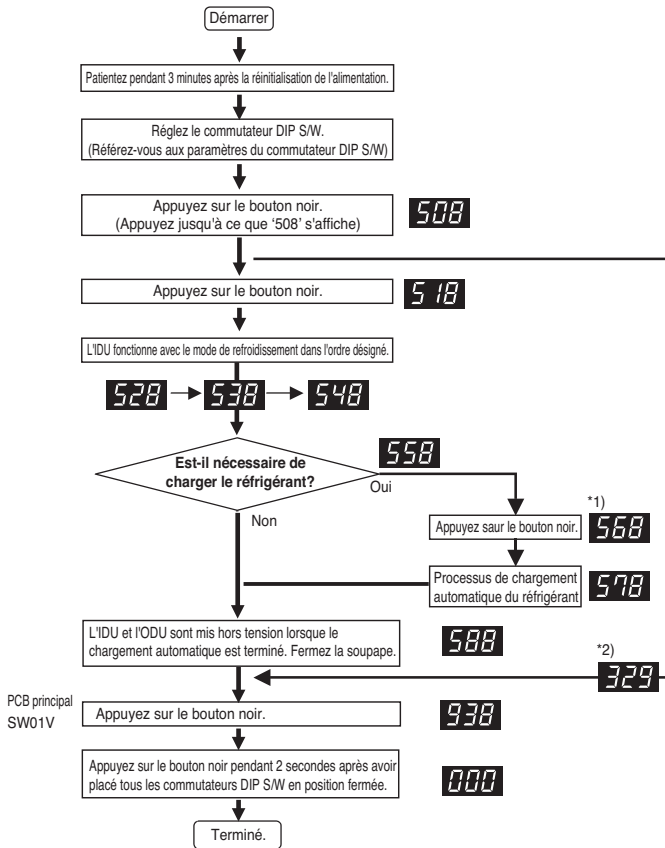 Démarrer
Patientez pendant 3 minutes après la réinitialisation de l'alimentation.
Réglez le commutateur DIP S/W.
(Référez-vous aux paramètres du commutateur DIP S/W)
Appuyez sur le bouton noir.
(Appuyez jusqu'à ce que ‘508’ s'affiche)
508
Appuyez sur le bouton noir.
518
L'IDU fonctionne avec le mode de refroidissement dans l'ordre désigné.
528
538
548
Est-il nécessaire de
charger le réfrigérant?
558
Oui
Non
*1)
Appuyez saur le bouton noir.
568
Processus de chargement
automatique du réfrigérant
578
L'IDU et l'ODU sont mis hors tension lorsque le
chargement automatique est terminé. Fermez la soupape.
588
*2)
329
PCB principal
SW01V
Appuyez sur le bouton noir.
938
Appuyez sur le bouton noir pendant 2 secondes après avoir
placé tous les commutateurs DIP S/W en position fermée.
000
Terminé.